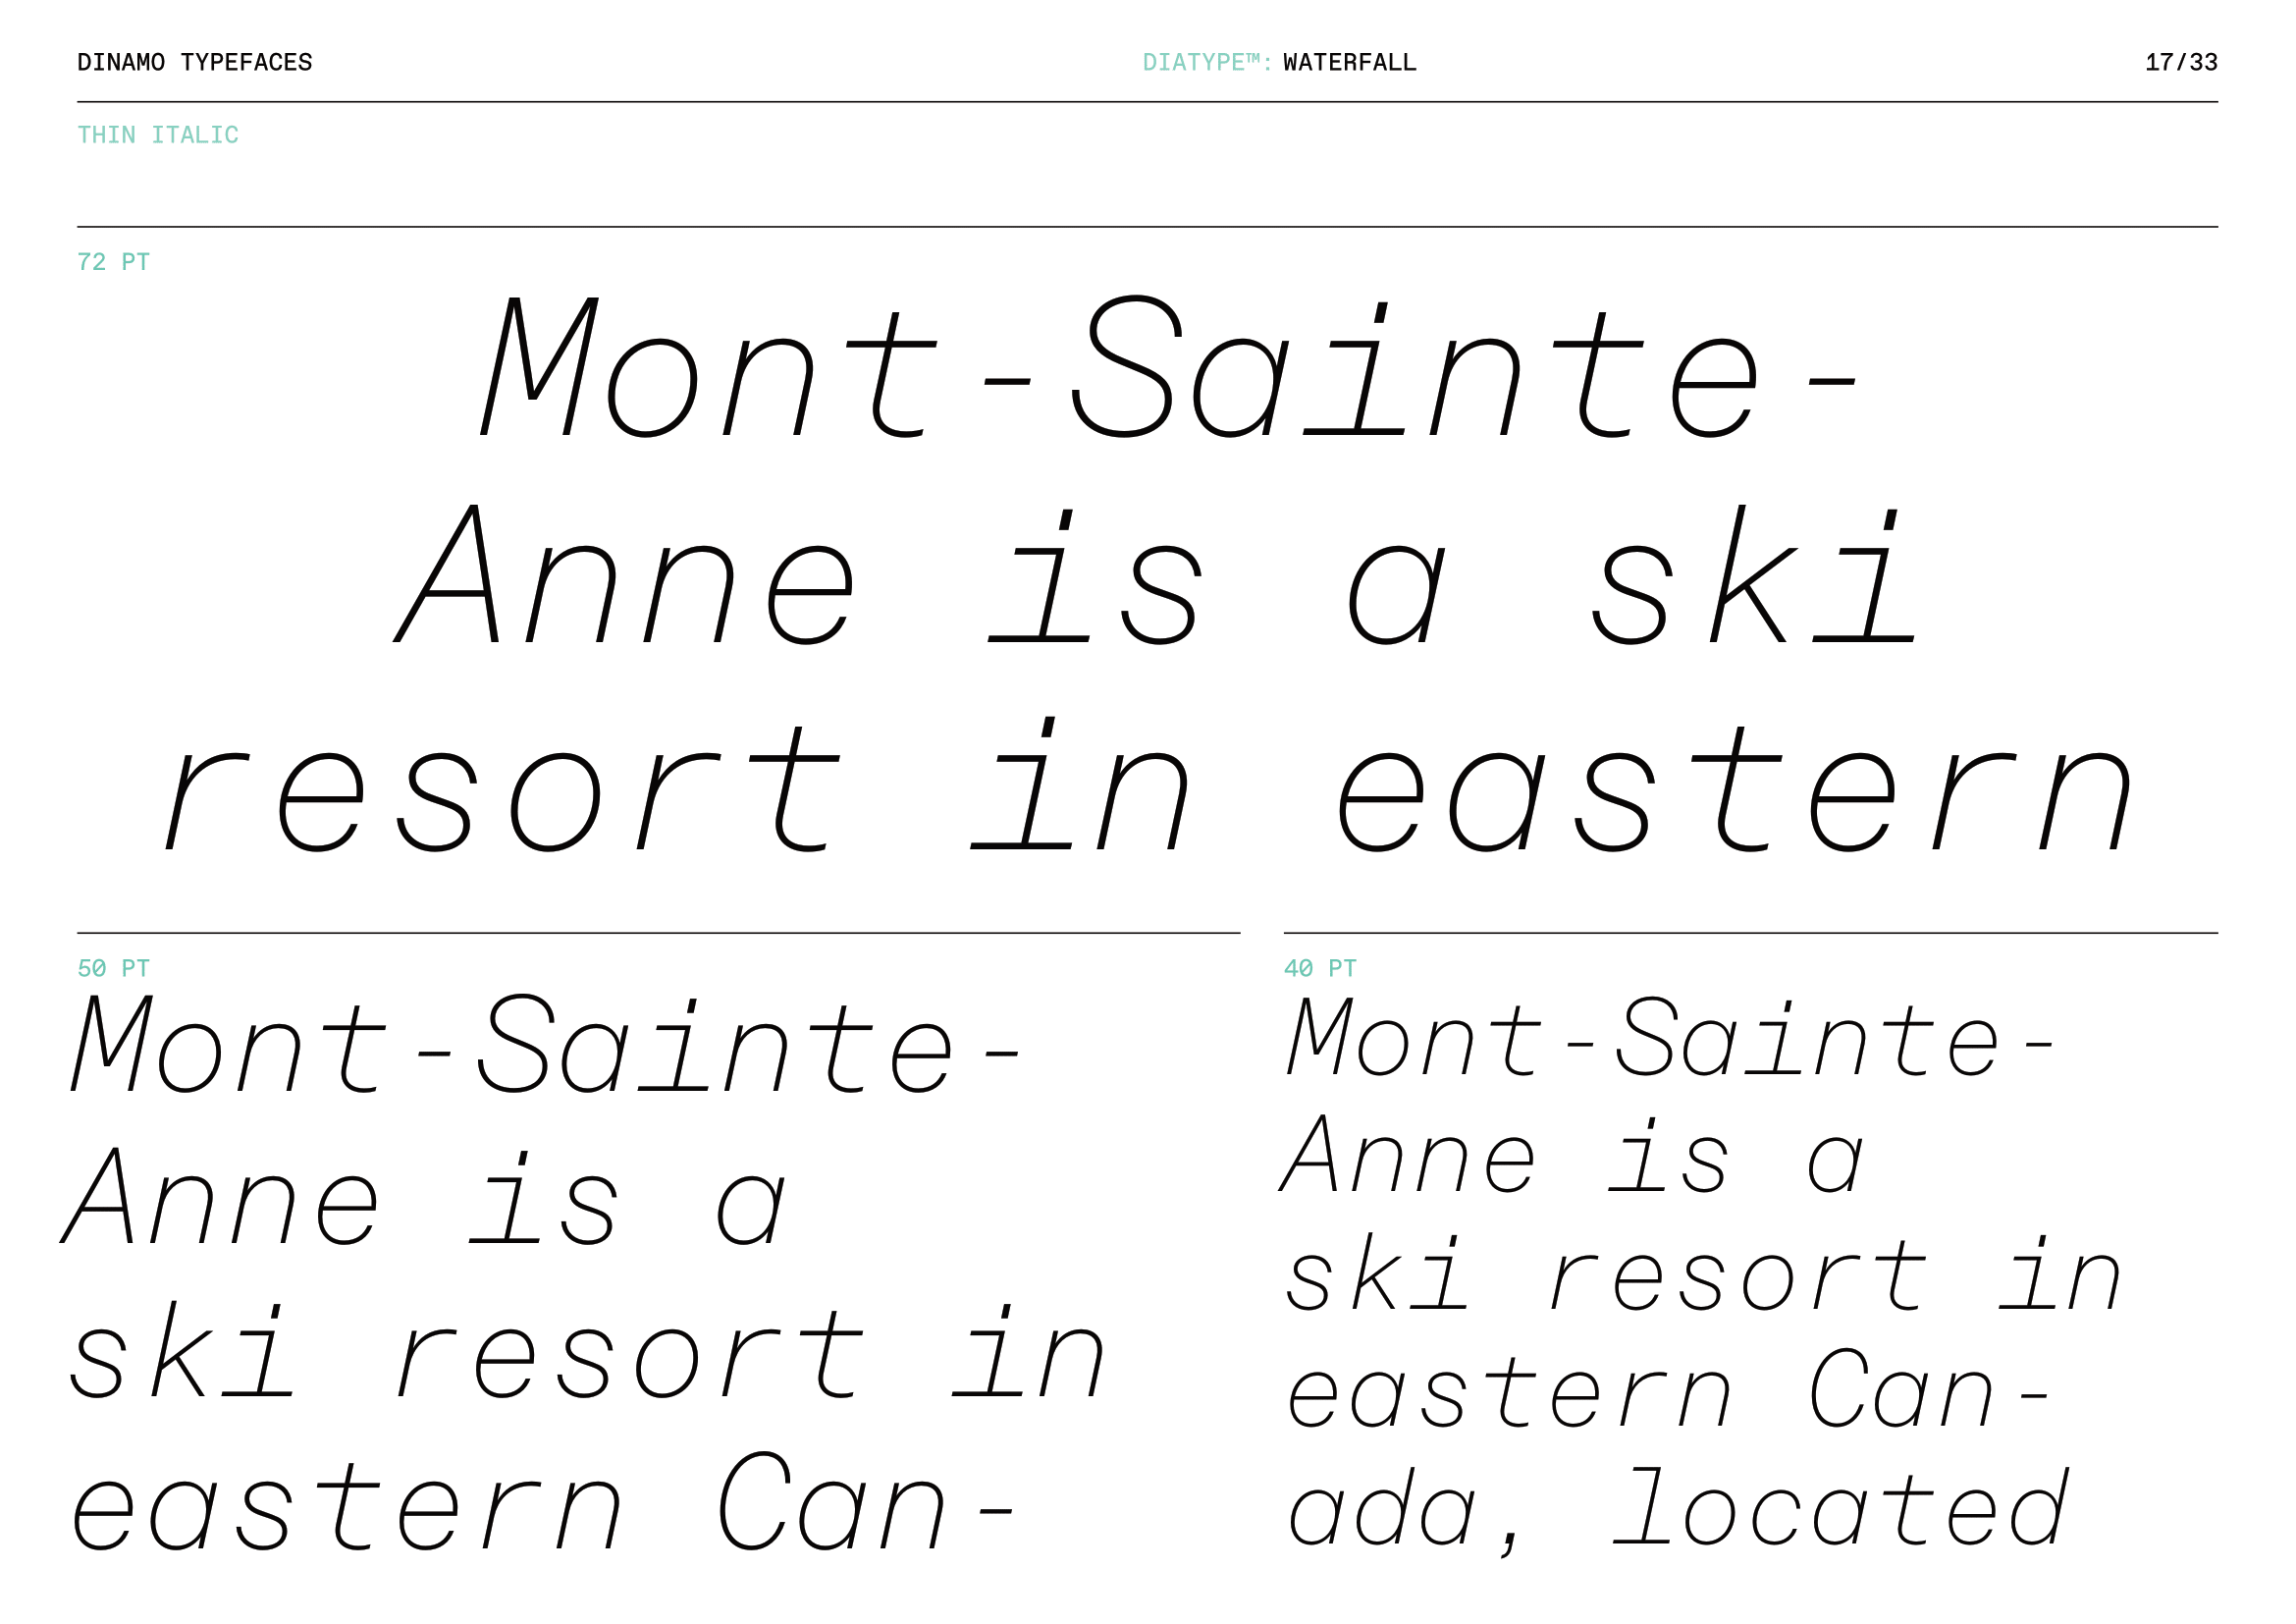 DINAMO TYPEFACES DIATYPE™: WATERFALL 17/33
THIN ITALIC
72 PT
Mont-Sainte-
Anne is a ski
resort in eastern
50 PT
Mont-Sainte-
Anne is a
ski resort in
eastern Can-
40 PT
Mont-Sainte-
Anne is a
ski resort in
eastern Can-
ada, located